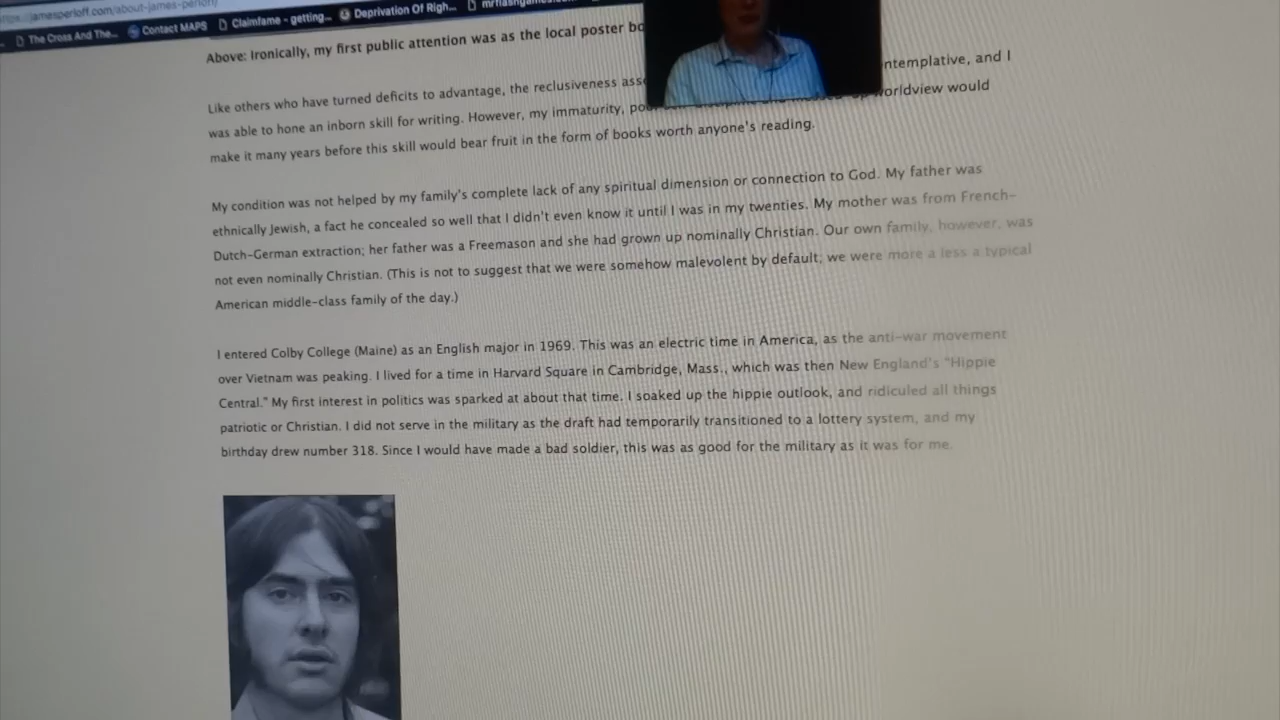 jamesperloff.com/about-james-perloff/
The Cross And The... Contact MAPS Claimfame - getting... Deprivation Of Righ...
Above: Ironically, my first public attention was as the local poster
Like others who have turned deficits to advantage, the reclusiveness ntemplative, and I
was able to hone an inborn skill for writing. However, my immaturity, worldview would
make it many years before this skill would bear fruit in the form of books worth anyone's reading.
My condition was not helped by my family's complete lack of any spiritual dimension or connection to God. My father was
ethnically Jewish, a fact he concealed so well that I didn't even know it until I was in my twenties. My mother was from French-
Dutch-German extraction; her father was a Freemason and she had grown up nominally Christian. Our own family, however, was
not even nominally Christian. (This is not to suggest that we were somehow malevolent by default; we were more a less a typical
American middle-class family of the day.)
I entered Colby College (Maine) as an English major in 1969. This was an electric time in America, as the anti-war movement
over Vietnam was peaking. I lived for a time in Harvard Square in Cambridge, Mass., which was then New England's "Hippie
Central." My first interest in politics was sparked at about that time. I soaked up the hippie outlook, and ridiculed all things
patriotic or Christian. I did not serve in the military as the draft had temporarily transitioned to a lottery system, and my
birthday drew number 318. Since I would have made a bad soldier, this was as good for the military as it was for me.